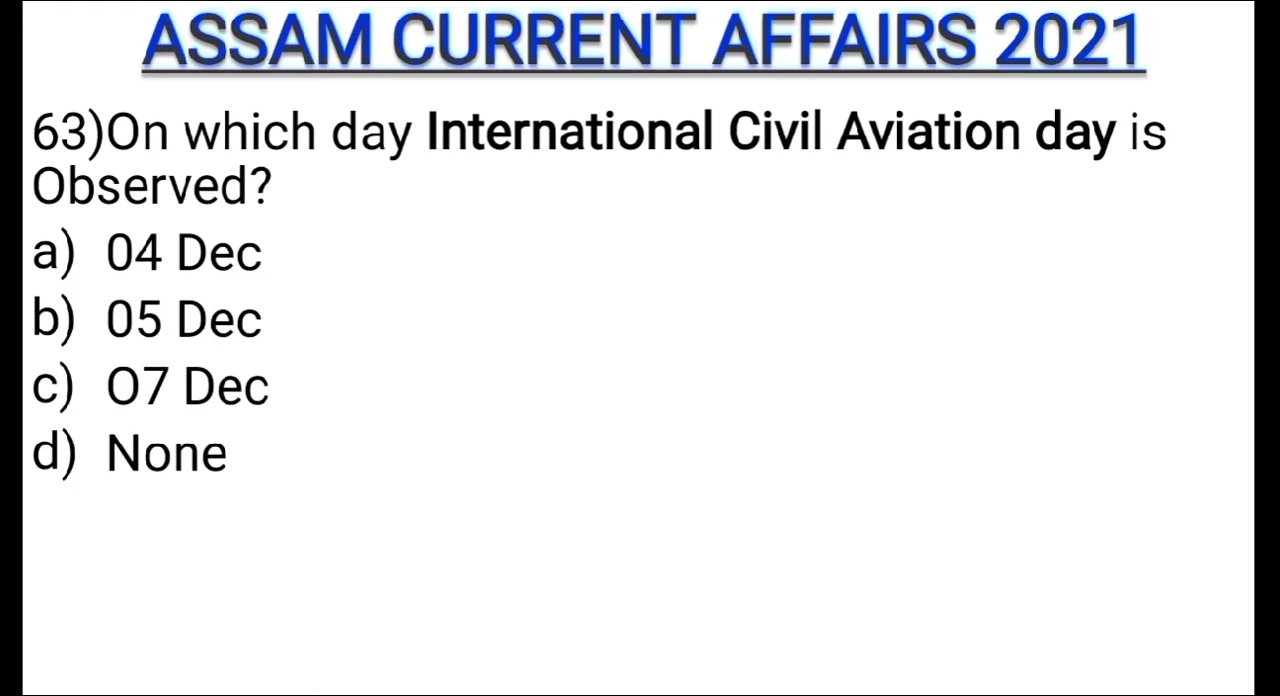 ASSAM CURRENT AFFAIRS 2021
63)On which day International Civil Aviation day is
Observed?
a) 04 Dec
b) 05 Dec
c) O7 Dec
d) None